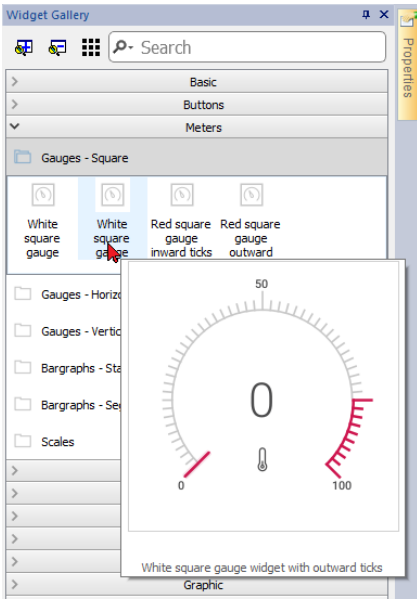 Widget Gallery
Search
Properties
Basic
Buttons
Meters
Gauges - Square
White square gauge
White square gauge
Red square gauge inward ticks
Red square gauge outward
Gauges - Horizo
Gauges - Vertic
Bargraphs - Sta
Bargraphs - Seg
Scales
50
0
0
100
White square gauge widget with outward ticks
Graphic